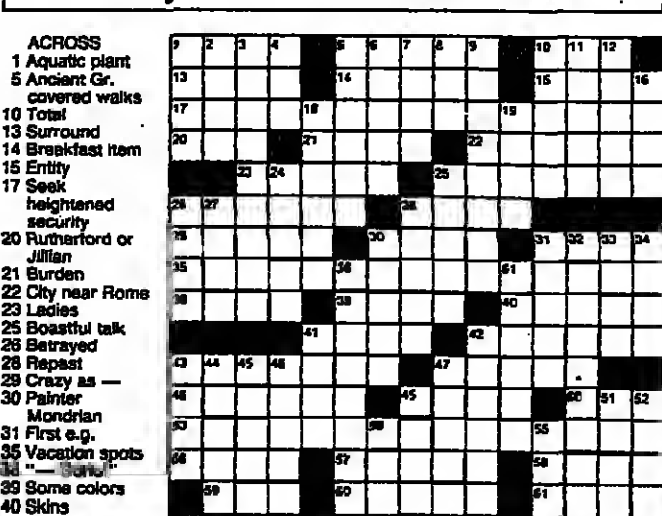 ACROSS
1 Aquatic plant
5 Ancient Gr.
covered walks
10 Total
13 Surround
14 Breakfast item
15 Entity
17 Seek
heightened
security
20 Rutherford or
Jillian
21 Burden
22 City near Rome
23 Ladies
25 Boastful talk
26 Betrayed
28 Repast
29 Crazy as —
30 Painter
Mondrian
31 First e.g.
35 Vacation spots
39 Some colors
40 Skins
1 2 3 4 5 6 7 8 9 10 11 12
13 14 15 16
17 18 19
20 21 22
23 24 25
26 27 28
29 30 31 32 33 34
35 36
38 39 40
41 42
43 44 45 46 47
50 51 52
53 55
56 57 58
59 60 61